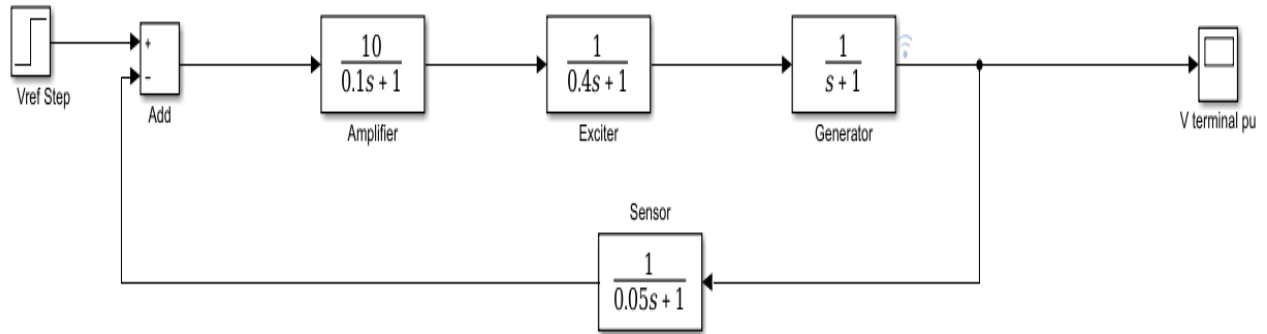 Vref Step
+
−
Add
10
0.1s + 1
Amplifier
1
0.4s + 1
Exciter
1
s + 1
Generator
V terminal pu
Sensor
1
0.05s + 1